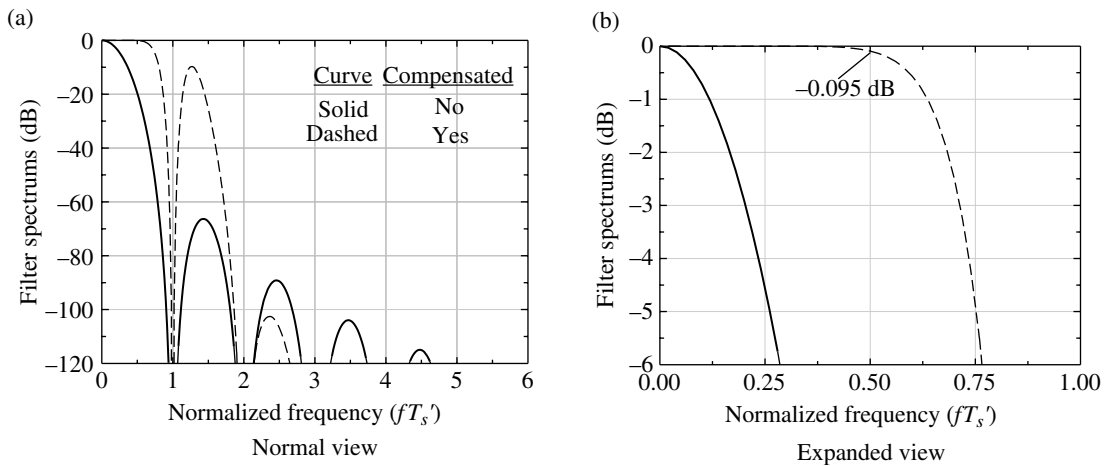 (a)
0
−20
−40
−60
−80
−100
−120
Filter spectrums (dB)
Curve Compensated
Solid No
Dashed Yes
0 1 2 3 4 5 6
Normalized frequency (fTs')
Normal view
(b)
0
−1
−2
−3
−4
−5
−6
Filter spectrums (dB)
−0.095 dB
0.00 0.25 0.50 0.75 1.00
Normalized frequency (fTs')
Expanded view